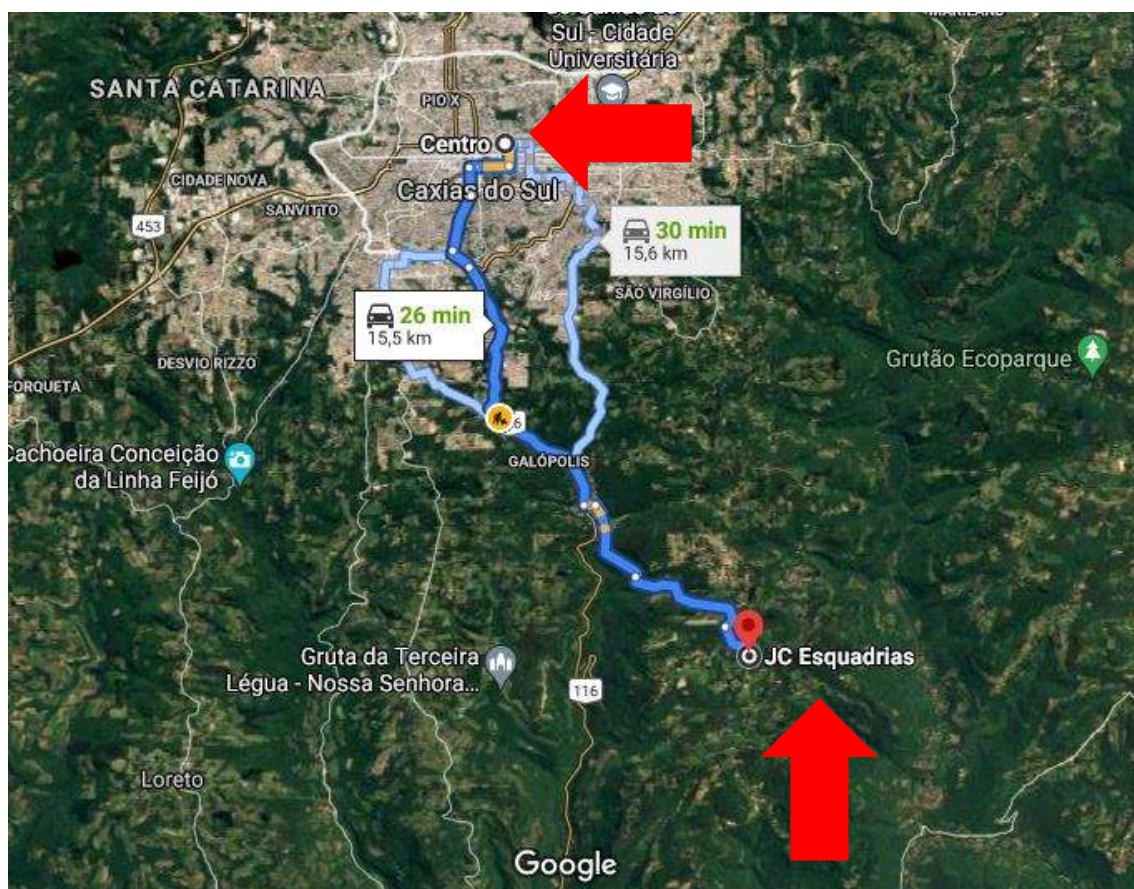 Sul - Cidade
Universitária
SANTA CATARINA
PIO X
Centro
CIDADE NOVA
Caxias do Sul
SANVITTO
453
30 min
15,6 km
SÃO VIRGÍLIO
26 min
15,5 km
DESVIO RIZZO
Grutão Ecoparque
FORQUETA
Cachoeira Conceição
da Linha Feijó
GALÓPOLIS
Gruta da Terceira
Légua - Nossa Senhora...
JC Esquadrias
116
Loreto
Google